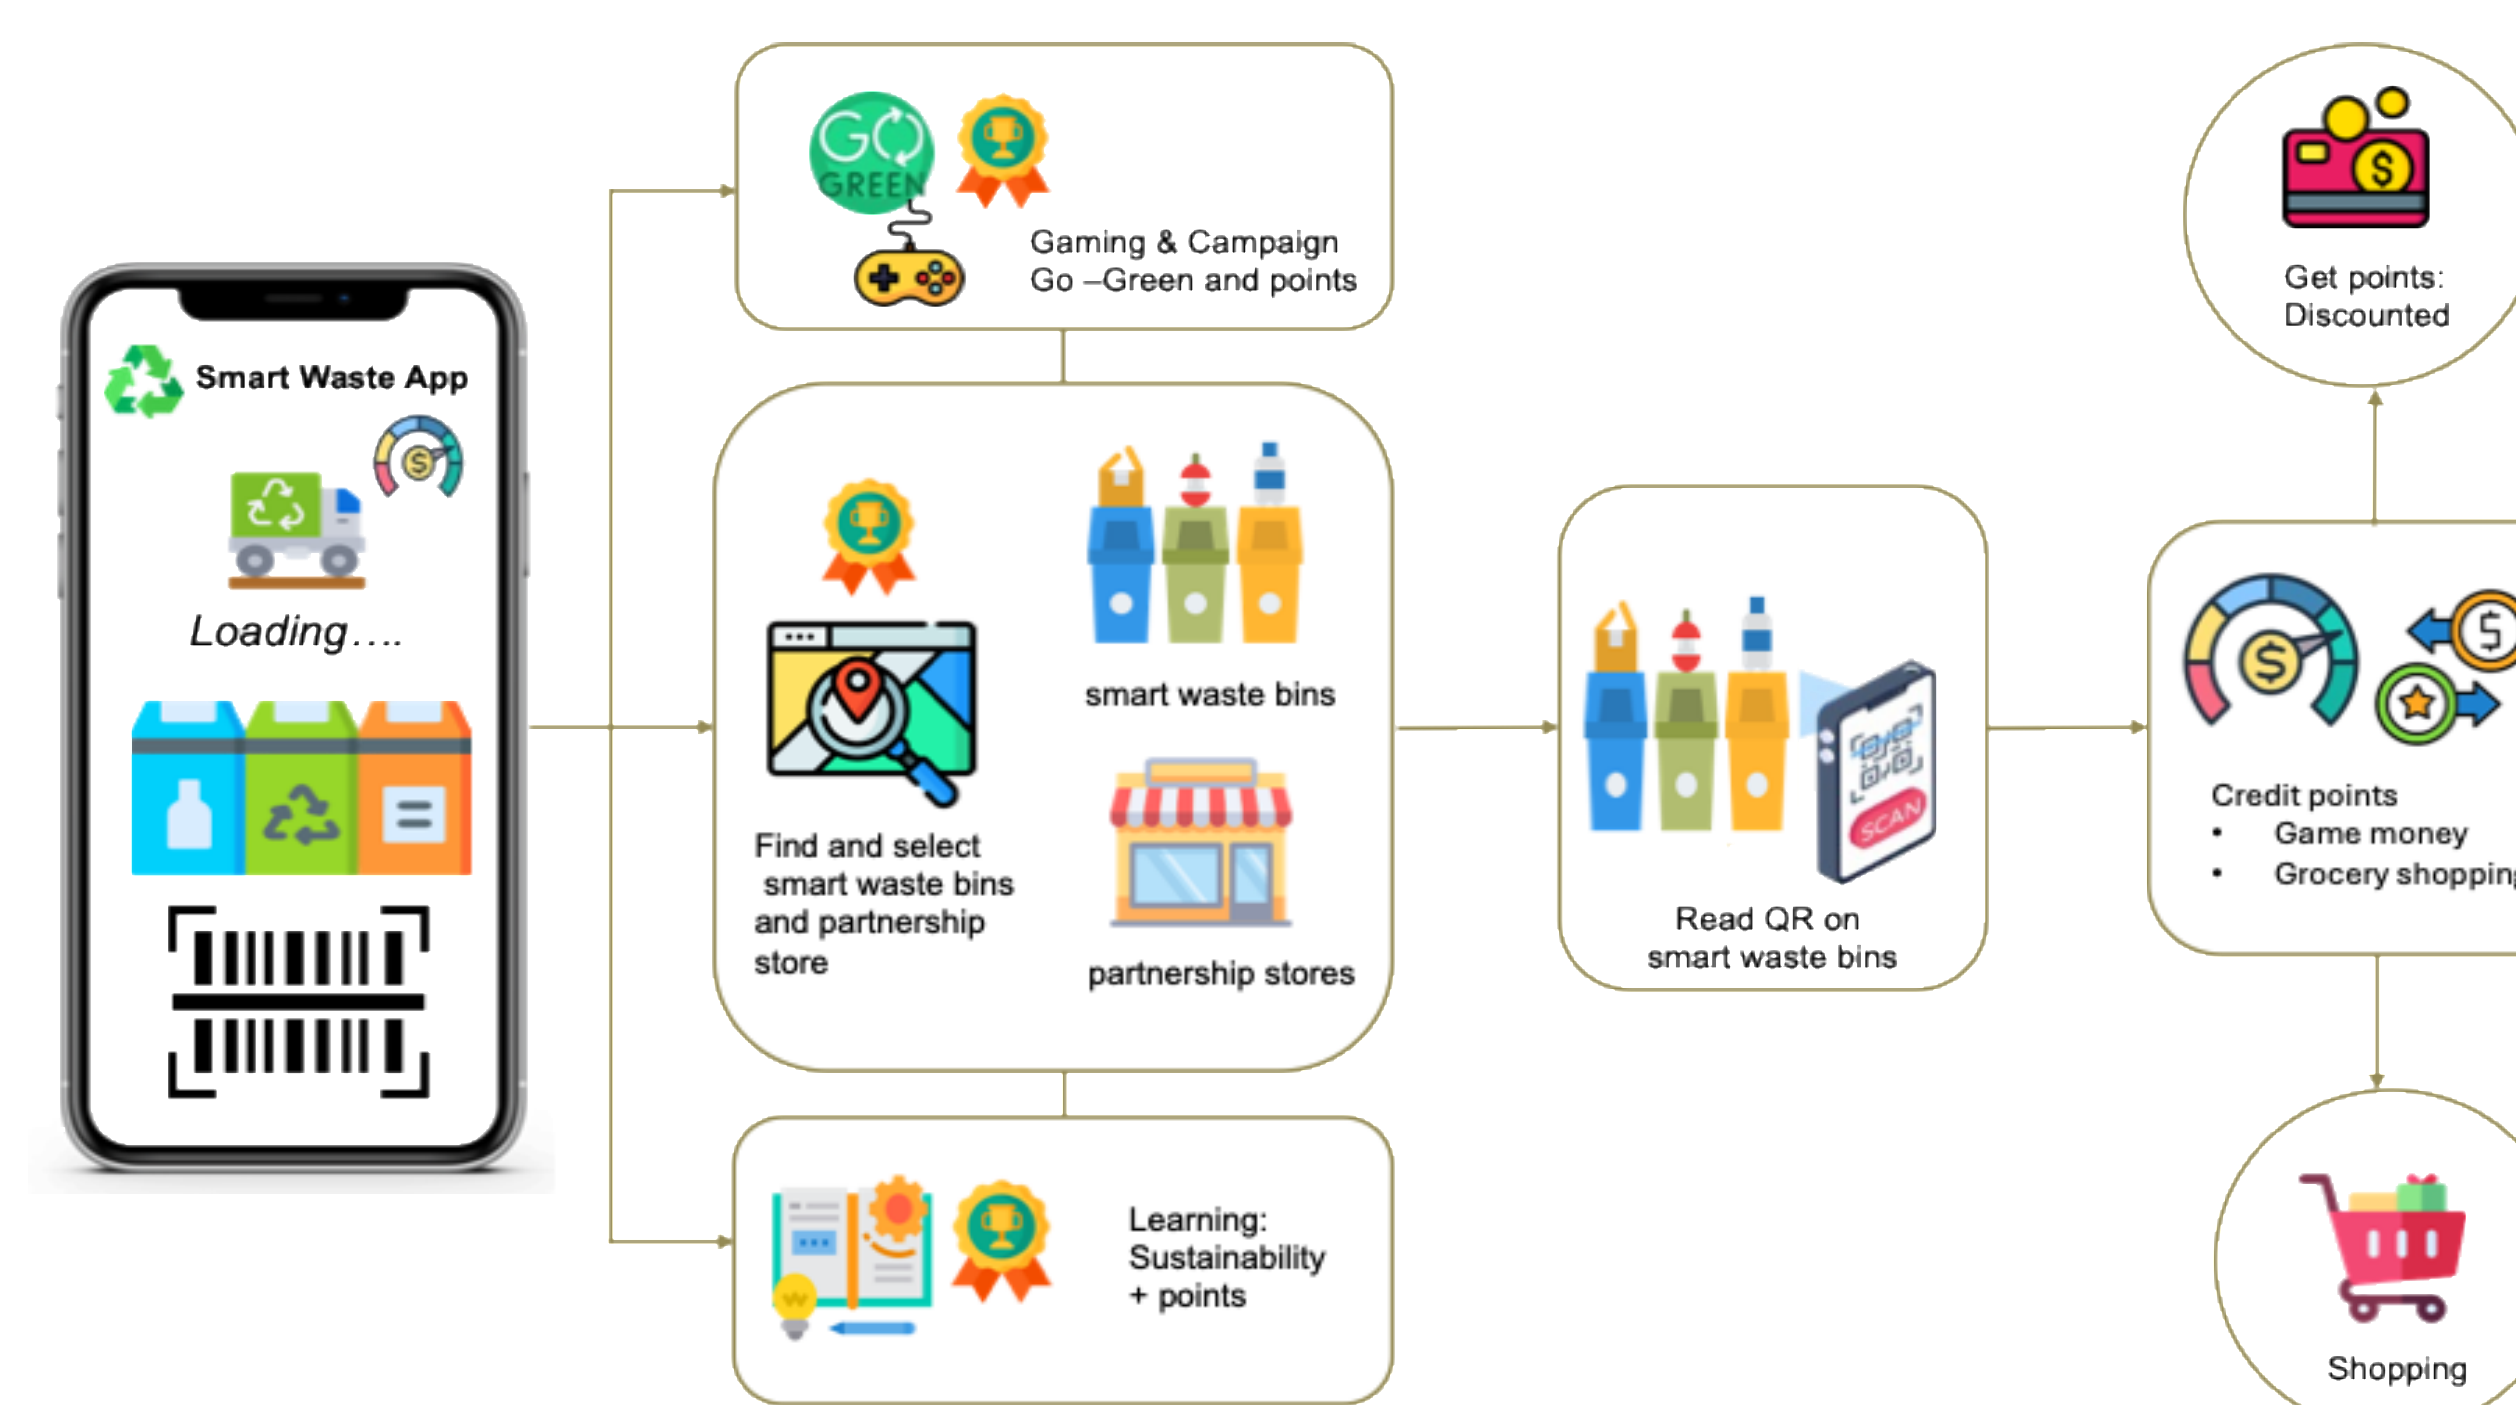 Smart Waste App
Loading....
GO
GREEN
Gaming & Campaign
Go –Green and points
Find and select
smart waste bins
and partnership
store
smart waste bins
partnership stores
Learning:
Sustainability
+ points
SCAN
Read QR on
smart waste bins
Get points:
Discounted
Credit points
• Game money
• Grocery shopping
Shopping